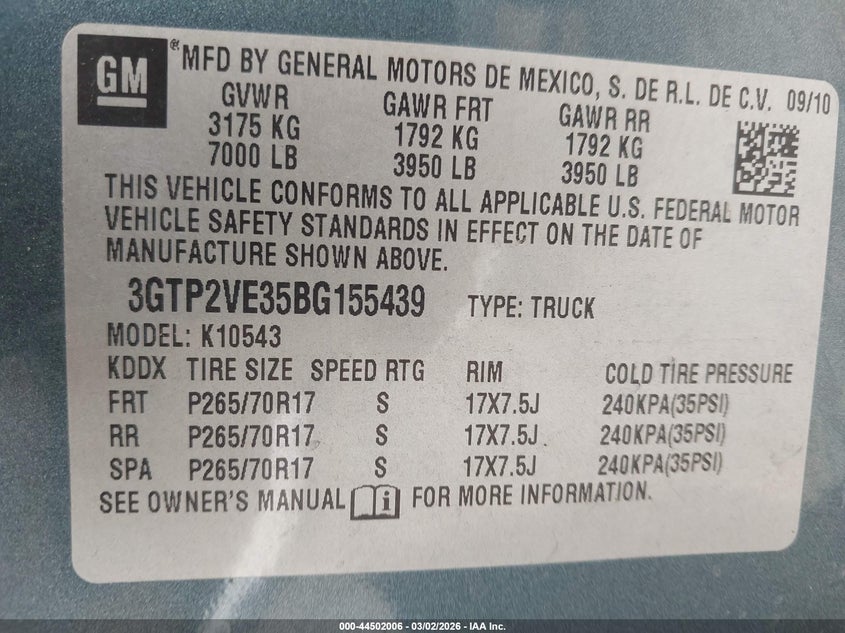 GM ® MFD BY GENERAL MOTORS DE MEXICO, S. DE R.L. DE C.V. 09/10
GVWR GAWR FRT GAWR RR
3175 KG 1792 KG 1792 KG
7000 LB 3950 LB 3950 LB
THIS VEHICLE CONFORMS TO ALL APPLICABLE U.S. FEDERAL MOTOR
VEHICLE SAFETY STANDARDS IN EFFECT ON THE DATE OF
MANUFACTURE SHOWN ABOVE.
3GTP2VE35BG155439 TYPE: TRUCK
MODEL: K10543
KDDX TIRE SIZE SPEED RTG RIM COLD TIRE PRESSURE
FRT P265/70R17 S 17X7.5J 240KPA(35PSI)
RR P265/70R17 S 17X7.5J 240KPA(35PSI)
SPA P265/70R17 S 17X7.5J 240KPA(35PSI)
SEE OWNER'S MANUAL i FOR MORE INFORMATION.
000-44502006 - 03/02/2026 - IAA Inc.